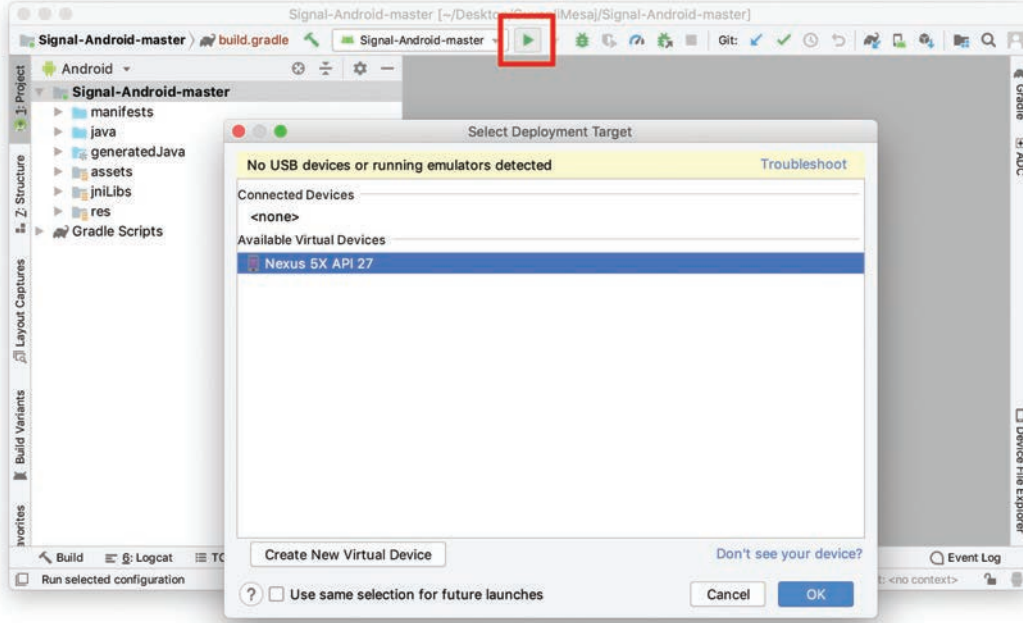 Signal-Android-master [~/Desktop/ /Signal-Android-master]
Signal-Android-master
build.gradle
Signal-Android-master
Git:
1: Project
Android
Signal-Android-master
manifests
java
generatedJava
assets
jniLibs
res
Gradle Scripts
Z: Structure
Layout Captures
Build Variants
Gradle
ADC
Device File Explorer
Select Deployment Target
No USB devices or running emulators detected
Troubleshoot
Connected Devices
<none>
Available Virtual Devices
Nexus 5X API 27
Create New Virtual Device
Don't see your device?
? Use same selection for future launches
Cancel
OK
Build
6: Logcat
Event Log
Run selected configuration
<no context>